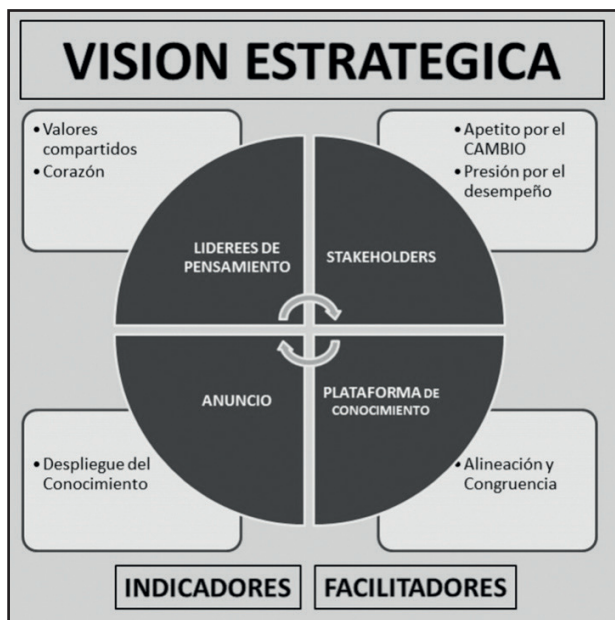 VISION ESTRATEGICA
• Valores
compartidos
• Corazón
• Apetito por el
CAMBIO
• Presión por el
desempeño
LIDEREES DE
PENSAMIENTO
STAKEHOLDERS
ANUNCIO
PLATAFORMA DE
CONOCIMIENTO
• Despliegue del
Conocimiento
• Alineación y
Congruencia
INDICADORES
FACILITADORES